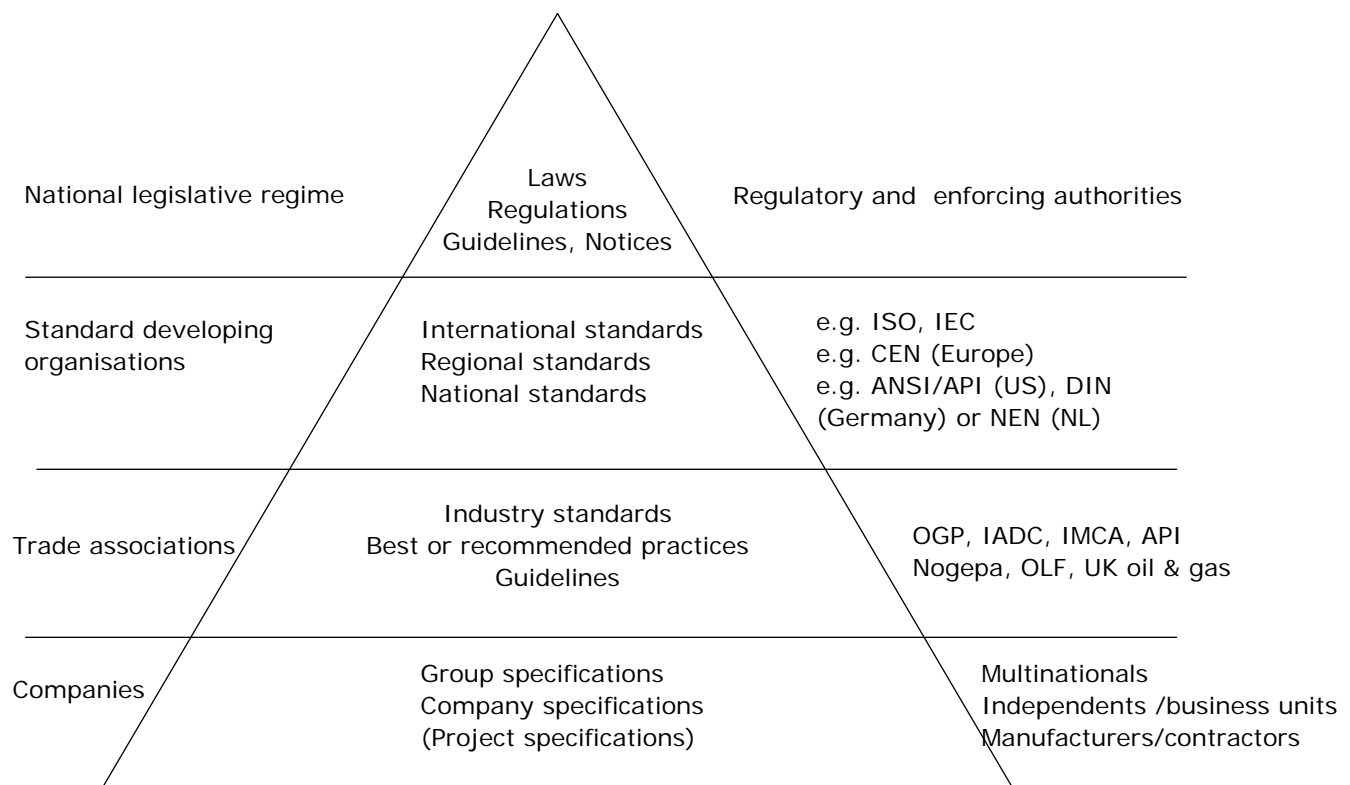 National legislative regime
Laws
Regulations
Guidelines, Notices
Regulatory and  enforcing authorities
Standard developing
organisations
International standards
Regional standards
National standards
e.g. ISO, IEC
e.g. CEN (Europe)
e.g. ANSI/API (US), DIN
(Germany) or NEN (NL)
Trade associations
Industry standards
Best or recommended practices
Guidelines
OGP, IADC, IMCA, API
Nogepa, OLF, UK oil & gas
Companies
Group specifications
Company specifications
(Project specifications)
Multinationals
Independents /business units
Manufacturers/contractors